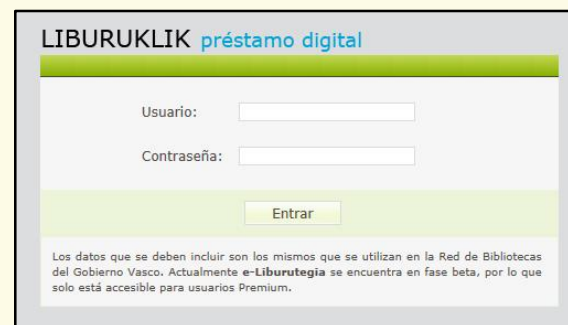 LIBURUKLIK préstamo digital
Usuario:
Contraseña:
Entrar
Los datos que se deben incluir son los mismos que se utilizan en la Red de Bibliotecas
del Gobierno Vasco. Actualmente e-Liburutegia se encuentra en fase beta, por lo que
solo está accesible para usuarios Premium.